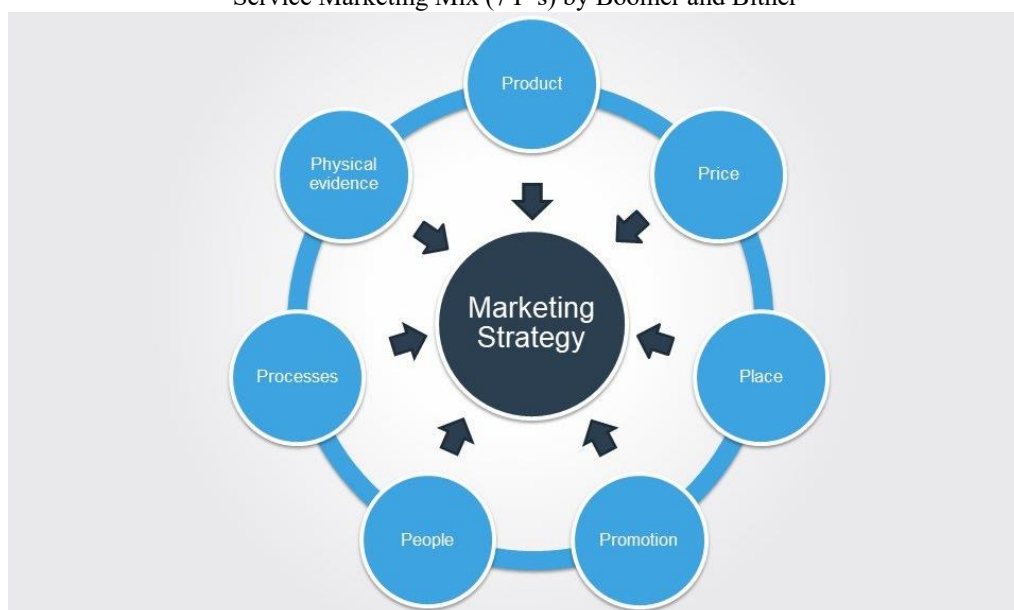 Service Marketing Mix (7 P's) by Boomer and Bitner
Product
Physical
evidence
Price
Marketing
Strategy
Processes
Place
People
Promotion